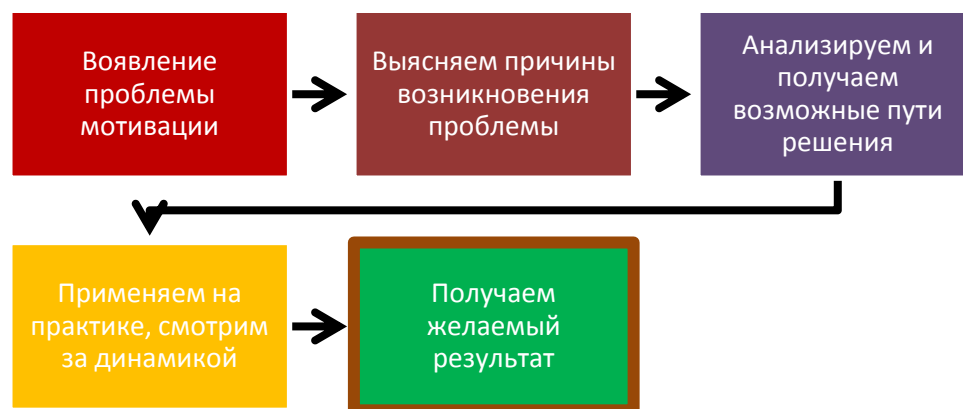 Воявление
проблемы
мотивации
Выясняем причины
возникновения
проблемы
Анализируем и
получаем
возможные пути
решения
Применяем на
практике, смотрим
за динамикой
Получаем
желаемый
результат